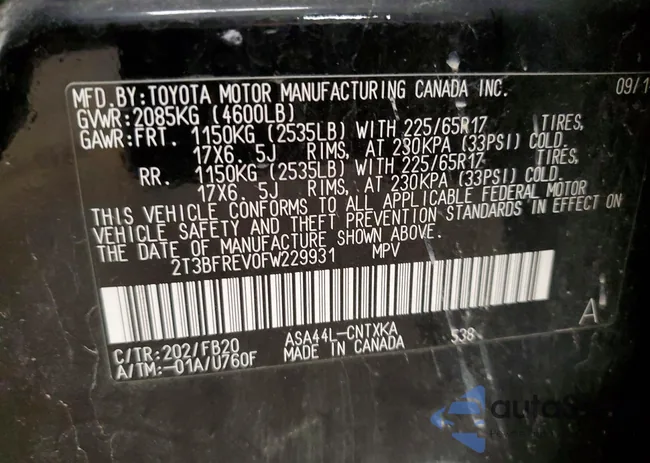 MFD.BY:TOYOTA MOTOR MANUFACTURING CANADA INC. 09/1
GVWR:2085KG (4600LB)
GAWR:FRT. 1150KG (2535LB) WITH 225/65R17 TIRES,
17X6. 5J RIMS, AT 230KPA (33PSI) COLD.
RR. 1150KG (2535LB) WITH 225/65R17 TIRES,
17X6. 5J RIMS, AT 230KPA (33PSI) COLD.
THIS VEHICLE CONFORMS TO ALL APPLICABLE FEDERAL MOTOR
VEHICLE SAFETY AND THEFT PREVENTION STANDARDS IN EFFECT ON
THE DATE OF MANUFACTURE SHOWN ABOVE.
2T3BFREV0FW229931 MPV
C/TR:202/FB20 ASA44L-CNTXKA 538
A/TM:-01A/U760F MADE IN CANADA A